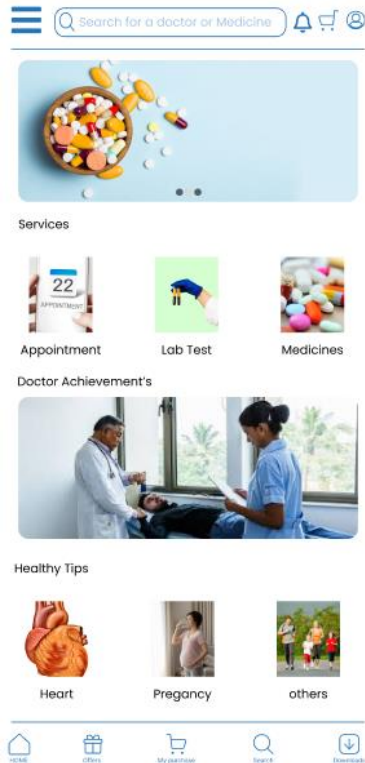 Search for a doctor or Medicine
Services
22
APPOINTMENT
Appointment Lab Test Medicines
Doctor Achievement's
Healthy Tips
Heart Pregancy others
HOME Offers My purchase Search Downloads